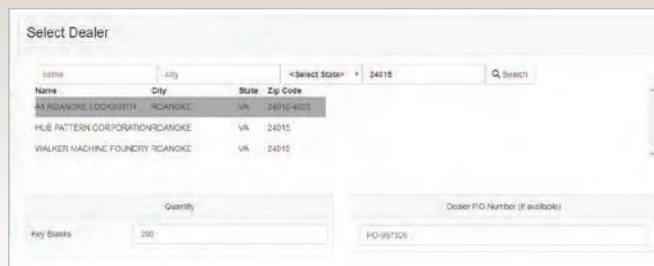 Select Dealer
name city <Select State> 24015 Search
Name City State Zip Code
A1 ROANOKE LOCKSMITH ROANOKE VA 24015-4003
HUB PATTERN CORPORATION ROANOKE VA 24015
WALKER MACHINE FOUNDRY ROANOKE VA 24015
Quantity Dealer P.O. Number (if available)
Key Blanks 200